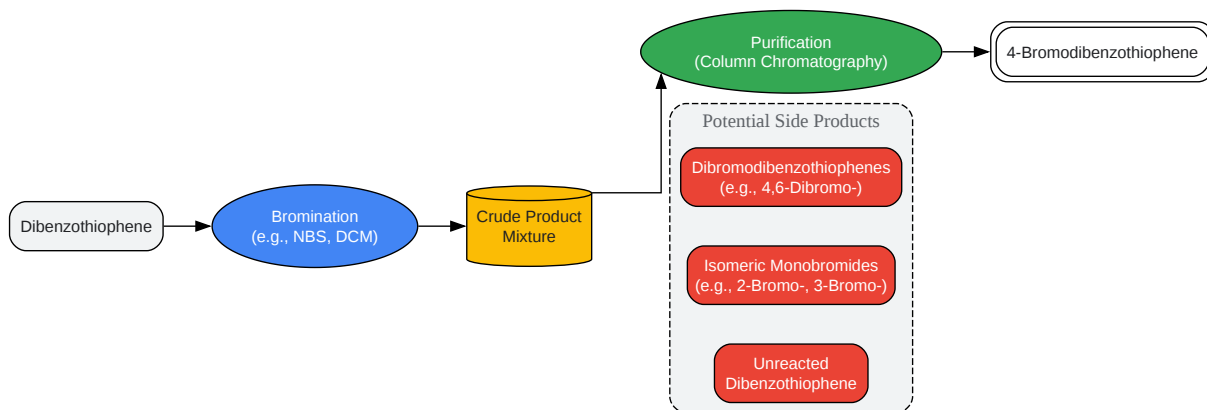 Dibenzothiophene
Bromination
(e.g., NBS, DCM)
Crude Product
Mixture
Purification
(Column Chromatography)
4-Bromodibenzothiophene
Potential Side Products
Dibromodibenzothiophenes
(e.g., 4,6-Dibromo-)
Isomeric Monobromides
(e.g., 2-Bromo-, 3-Bromo-)
Unreacted
Dibenzothiophene